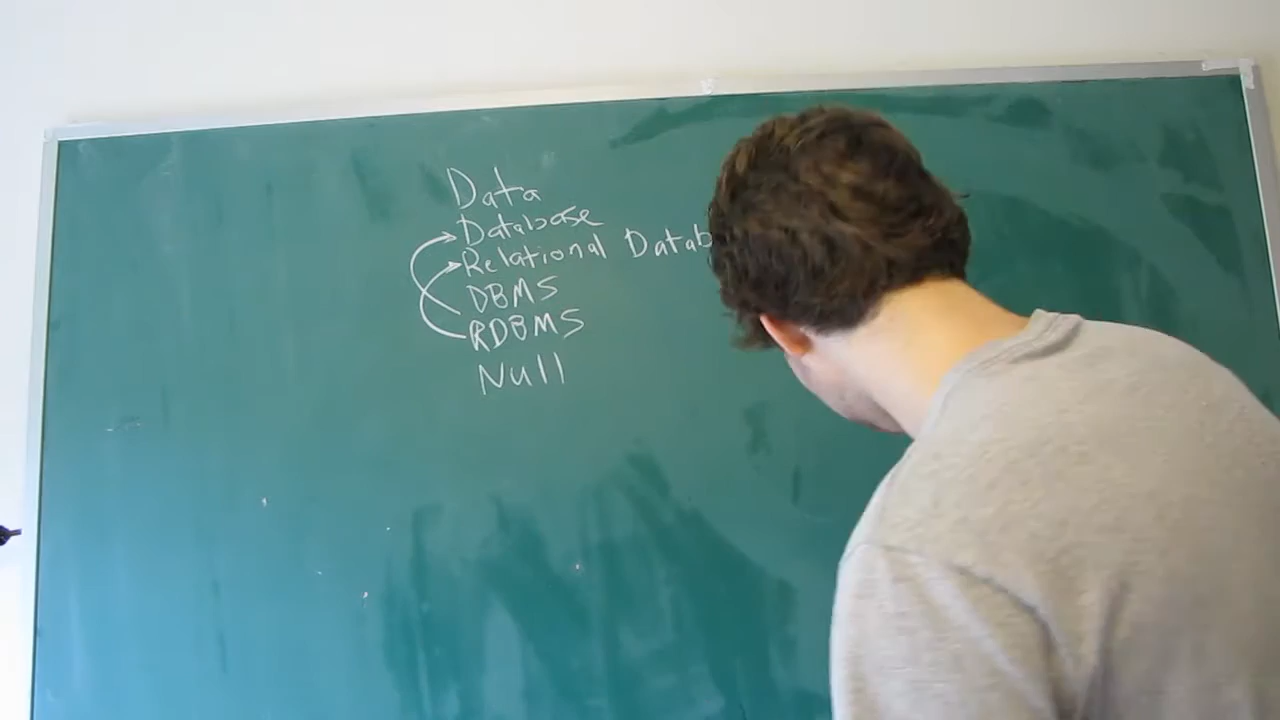 Data
Database
Relational Datab
DBMS
RDBMS
Null